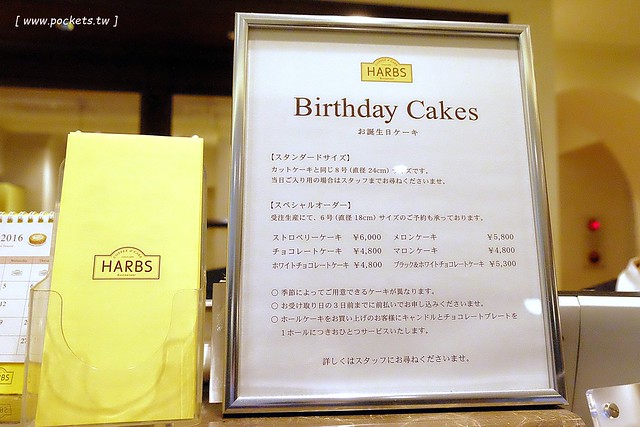 [ www.pockets.tw ]
HARBS
Birthday Cakes
お誕生日ケーキ
【スタンダードサイズ】
カットケーキと同じ8号(直径 24cm)サイズです。
当日ご入り用の場合はスタッフまでお尋ねくださいませ。
【スペシャルオーダー】
受注生産にて、6号(直径 18cm)サイズのご予約も承っております。
ストロベリーケーキ ¥6,000 メロンケーキ ¥5,800
チョコレートケーキ ¥4,800 マロンケーキ ¥4,800
ホワイトチョコレートケーキ ¥4,800 ブラック&ホワイトチョコレートケーキ ¥5,300
○ 季節によってご用意できるケーキが異なります。
○ お受け取り日の3日前までに前払いでお申し込みくださいませ。
○ ホールケーキをお買い上げのお客様にキャンドルとチョコレートプレートを
1ホールにつきおひとつサービスいたします。
詳しくはスタッフにお尋ねくださいませ。
HARBS
2016
5
12
BS